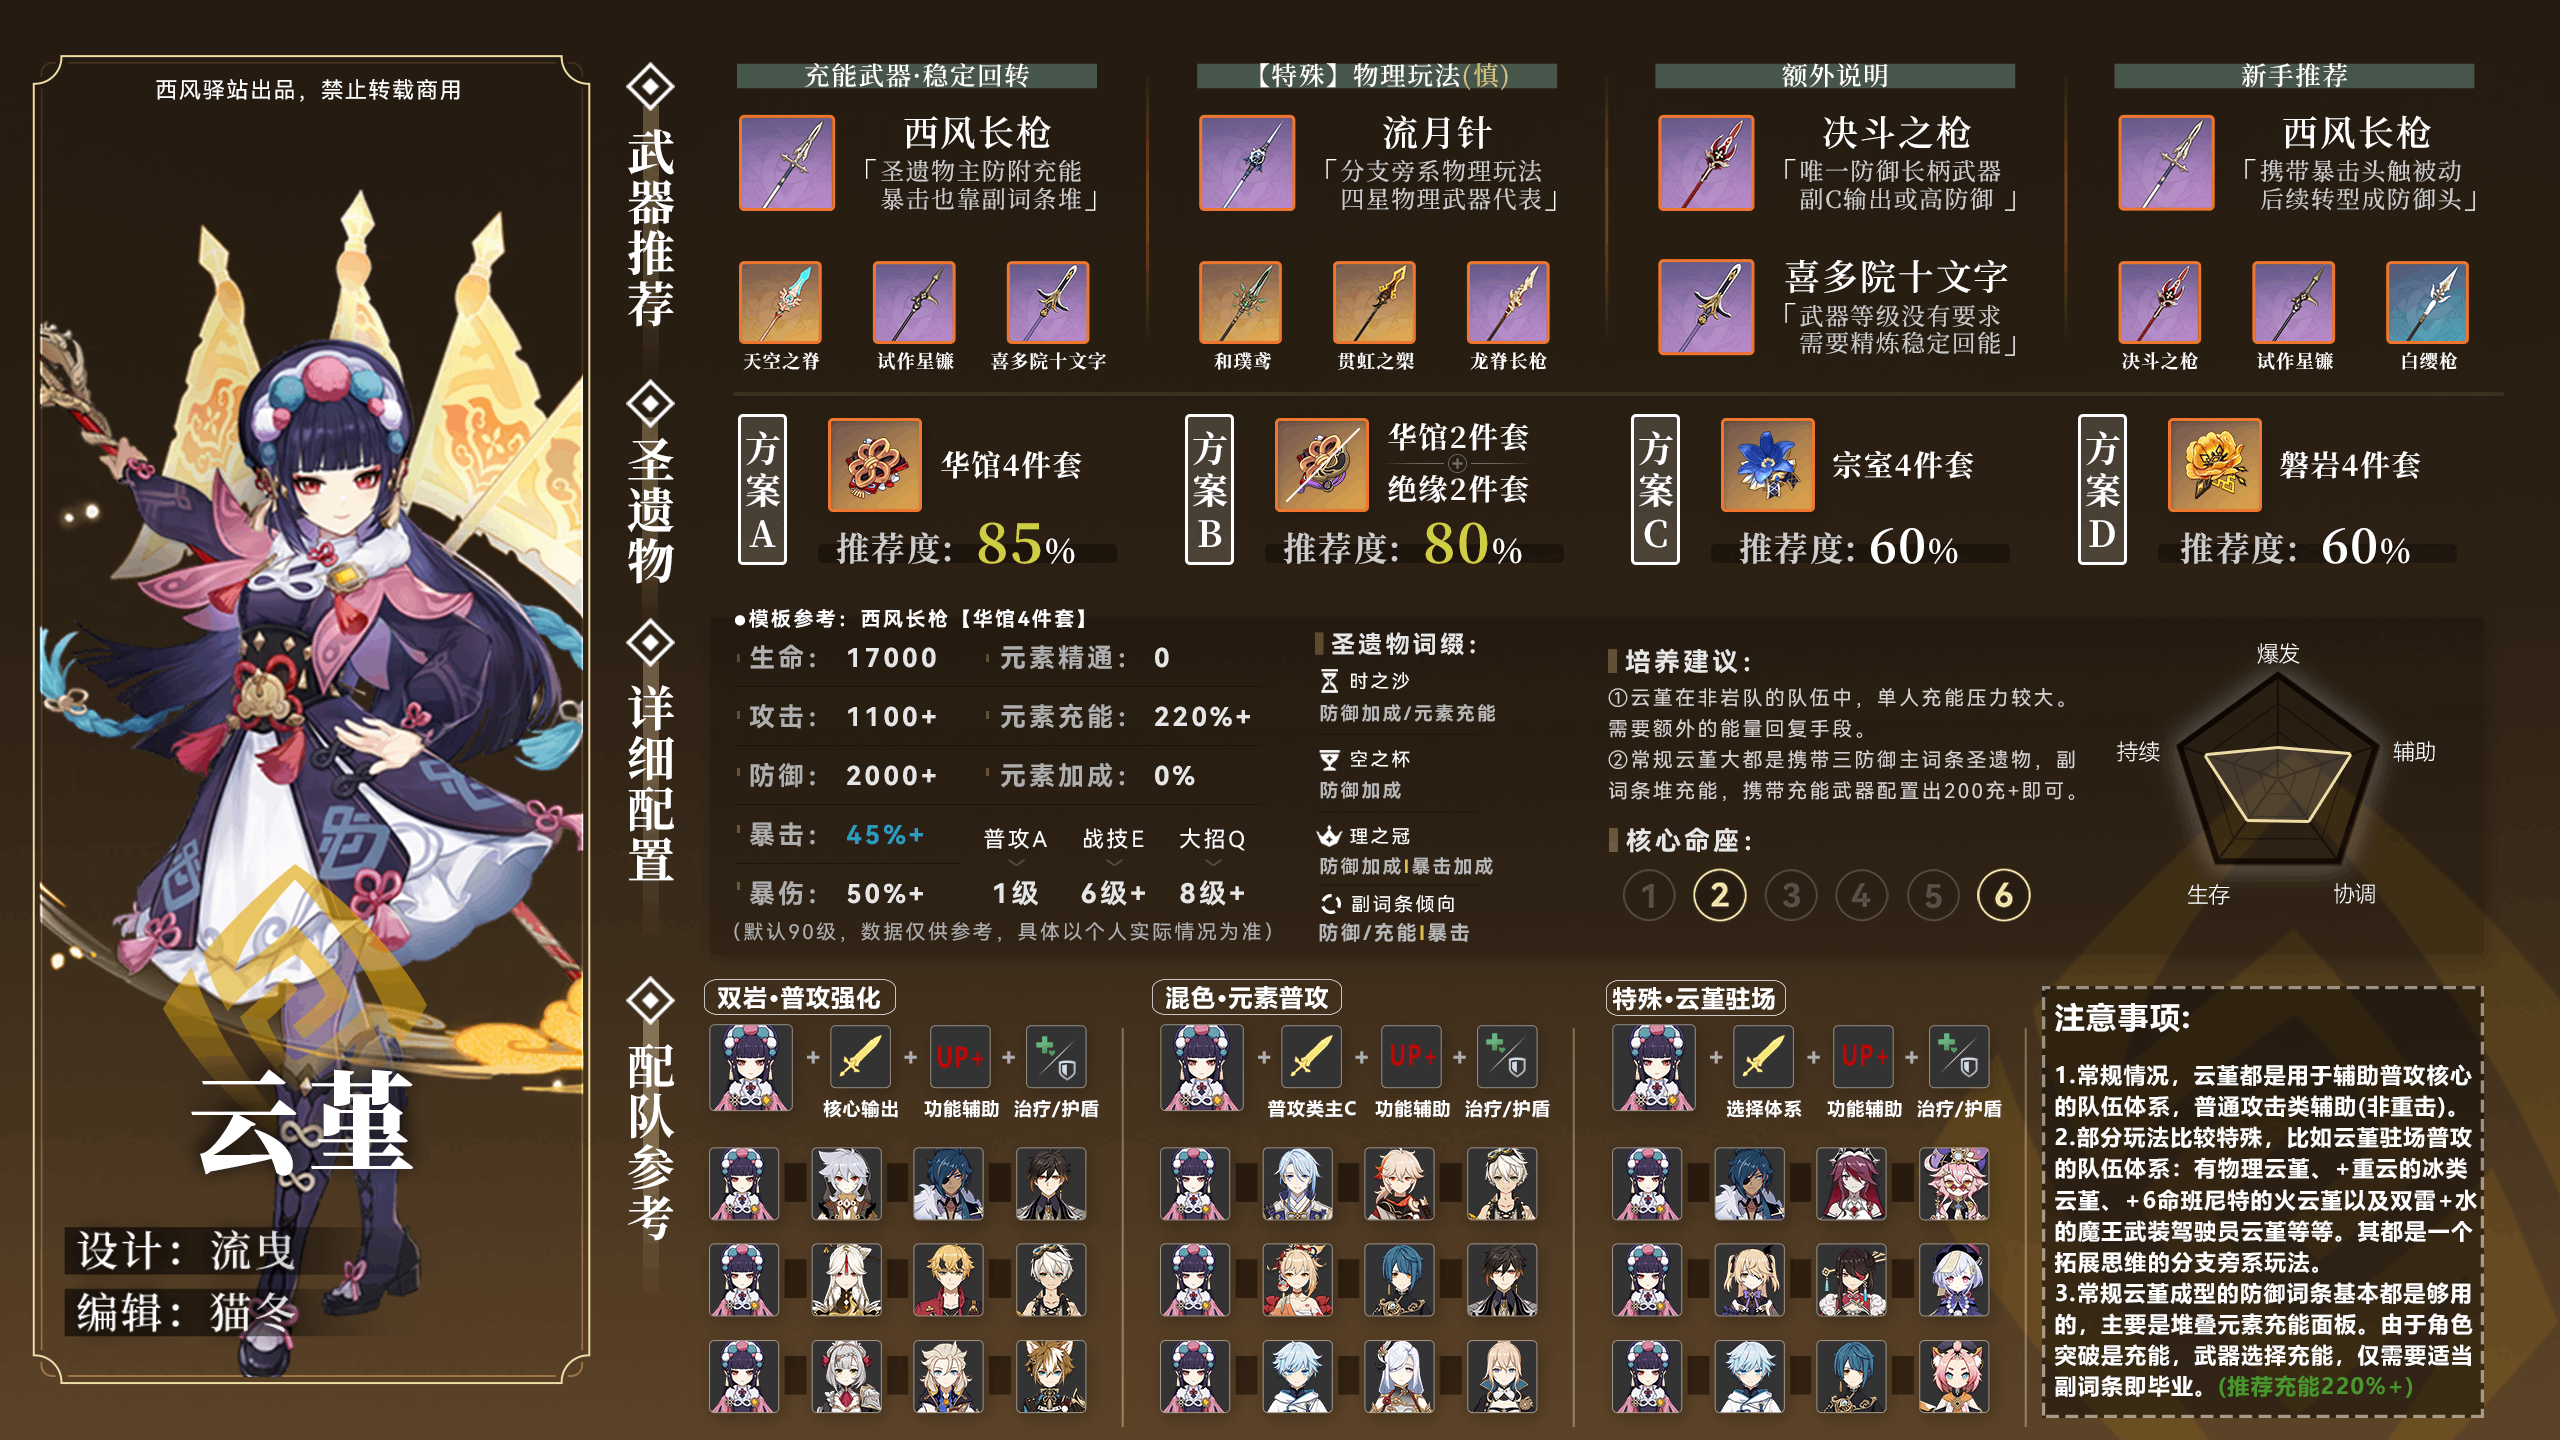 西风驿站出品，禁止转载商用
云堇
设计：流曳
编辑：猫冬
武器推荐
充能武器·稳定回转
西风长枪
「圣遗物主防附充能
暴击也靠副词条堆」
天空之脊
试作星镰
喜多院十文字
【特殊】物理玩法(慎)
流月针
「分支旁系物理玩法
四星物理武器代表」
和璞鸢
贯虹之槊
龙脊长枪
额外说明
决斗之枪
「唯一防御长柄武器
副C输出或高防御」
喜多院十文字
「武器等级没有要求
需要精炼稳定回能」
新手推荐
西风长枪
「携带暴击头触被动
后续转型成防御头」
决斗之枪
试作星镰
白缨枪
圣遗物
方案A
华馆4件套
推荐度：85%
方案B
华馆2件套
绝缘2件套
推荐度：80%
方案C
宗室4件套
推荐度：60%
方案D
磐岩4件套
推荐度：60%
详细配置
●模板参考：西风长枪【华馆4件套】
生命：17000
元素精通：0
攻击：1100+
元素充能：220%+
防御：2000+
元素加成：0%
暴击：45%+
普攻A 战技E 大招Q
暴伤：50%+
1级 6级+ 8级+
(默认90级，数据仅供参考，具体以个人实际情况为准)
圣遗物词缀：
时之沙
防御加成/元素充能
空之杯
防御加成
理之冠
防御加成|暴击加成
副词条倾向
防御/充能|暴击
培养建议：
①云堇在非岩队的队伍中，单人充能压力较大。
需要额外的能量回复手段。
②常规云堇大都是携带三防御主词条圣遗物，副
词条堆充能，携带充能武器配置出200充+即可。
核心命座：
1 2 3 4 5 6
爆发
持续
辅助
生存
协调
配队参考
双岩·普攻强化
+ + UP+ +
核心输出 功能辅助 治疗/护盾
混色·元素普攻
+ + UP+ +
普攻类主C 功能辅助 治疗/护盾
特殊·云堇驻场
+ + UP+ +
选择体系 功能辅助 治疗/护盾
注意事项:
1.常规情况，云堇都是用于辅助普攻核心
的队伍体系，普通攻击类辅助(非重击)。
2.部分玩法比较特殊，比如云堇驻场普攻
的队伍体系：有物理云堇、+重云的冰类
云堇、+6命班尼特的火云堇以及双雷+水
的魔王武装驾驶员云堇等等。其都是一个
拓展思维的分支旁系玩法。
3.常规云堇成型的防御词条基本都是够用
的，主要是堆叠元素充能面板。由于角色
突破是充能，武器选择充能，仅需要适当
副词条即毕业。(推荐充能220%+)